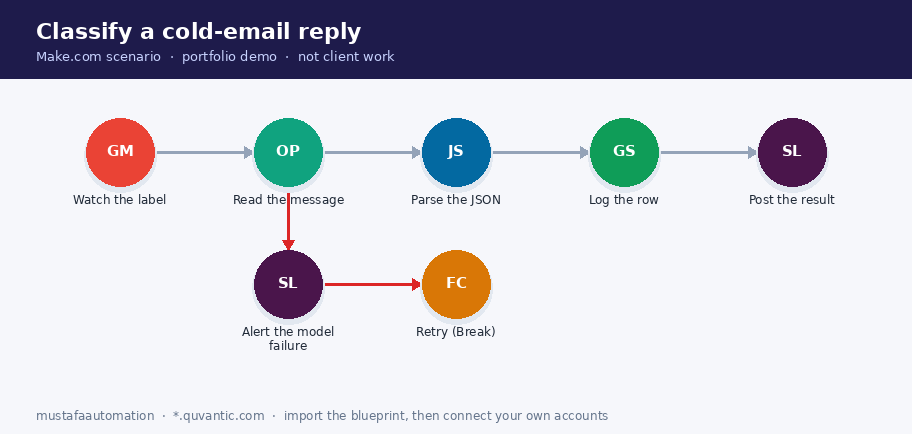 Classify a cold-email reply
Make.com scenario · portfolio demo · not client work
GM
OP
JS
GS
SL
Watch the label
Read the message
Parse the JSON
Log the row
Post the result
SL
FC
Alert the model
failure
Retry (Break)
mustafaautomation · *.quvantic.com · import the blueprint, then connect your own accounts